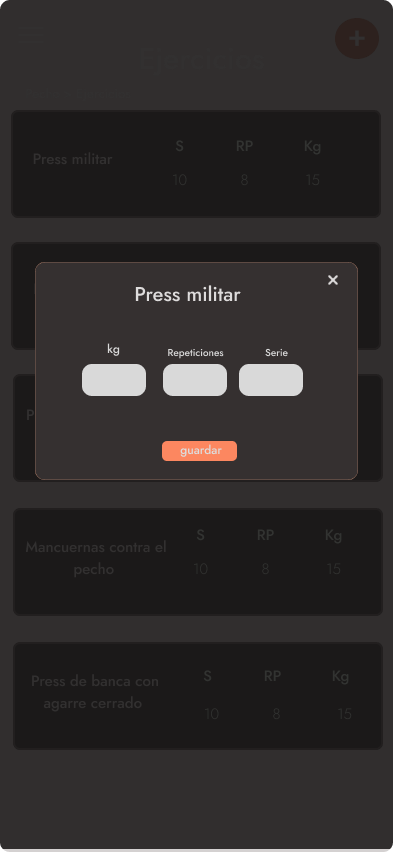 Ejercicios
Press militar
S RP Kg
10 8 15
Press militar
kg Repeticiones Serie
guardar
Mancuernas contra el
pecho
S RP Kg
10 8 15
Press de banca con
agarre cerrado
S RP Kg
10 8 15